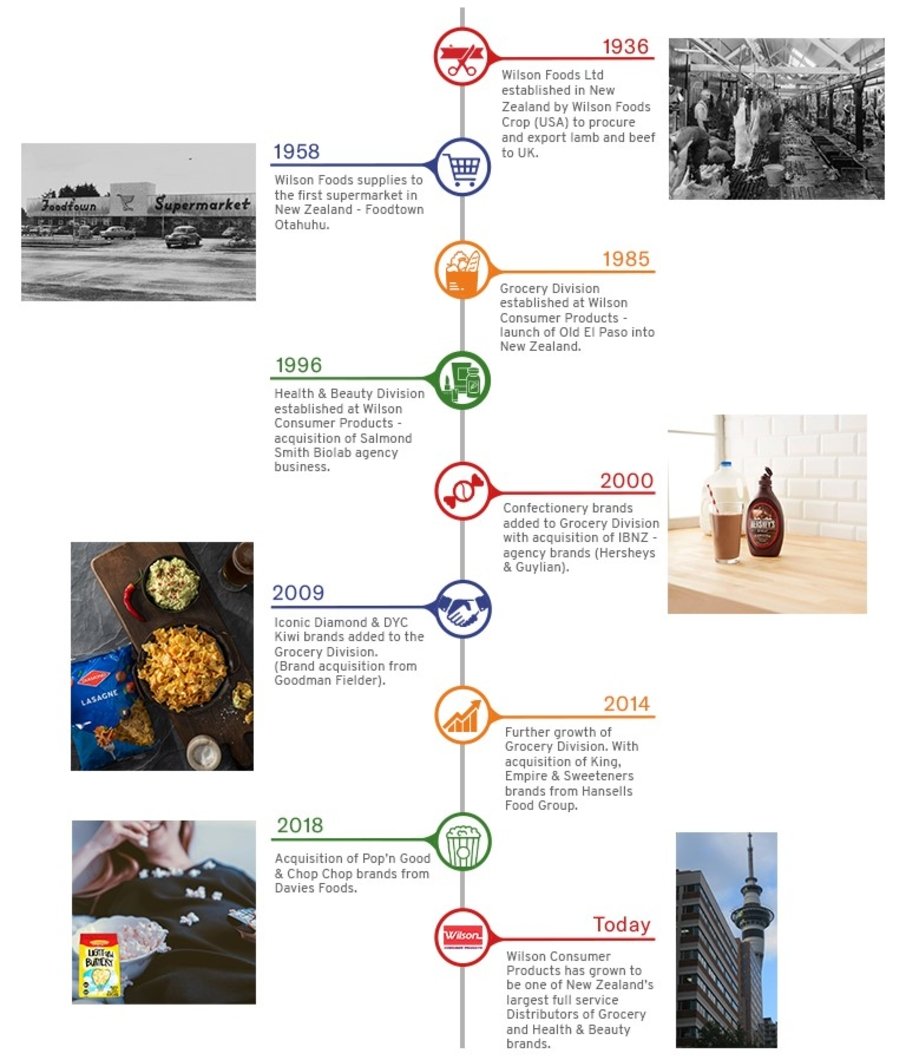 1936
Wilson Foods Ltd
established in New
Zealand by Wilson Foods
Crop (USA) to procure
and export lamb and beef
to UK.
1958
Wilson Foods supplies to
the first supermarket in
New Zealand - Foodtown
Otahuhu.
Foodtown Supermarket
1985
Grocery Division
established at Wilson
Consumer Products -
launch of Old El Paso into
New Zealand.
1996
Health & Beauty Division
established at Wilson
Consumer Products -
acquisition of Salmond
Smith Biolab agency
business.
2000
Confectionery brands
added to Grocery Division
with acquisition of IBNZ -
agency brands (Hersheys
& Guylian).
HERSHEY'S
2009
Iconic Diamond & DYC
Kiwi brands added to the
Grocery Division.
(Brand acquisition from
Goodman Fielder).
DIAMOND
LASAGNE
2014
Further growth of
Grocery Division. With
acquisition of King,
Empire & Sweeteners
brands from Hansells
Food Group.
2018
Acquisition of Pop'n Good
& Chop Chop brands from
Davies Foods.
LIGHT and
BUTTERY
Today
Wilson
CONSUMER PRODUCTS
Wilson Consumer
Products has grown to
be one of New Zealand's
largest full service
Distributors of Grocery
and Health & Beauty
brands.